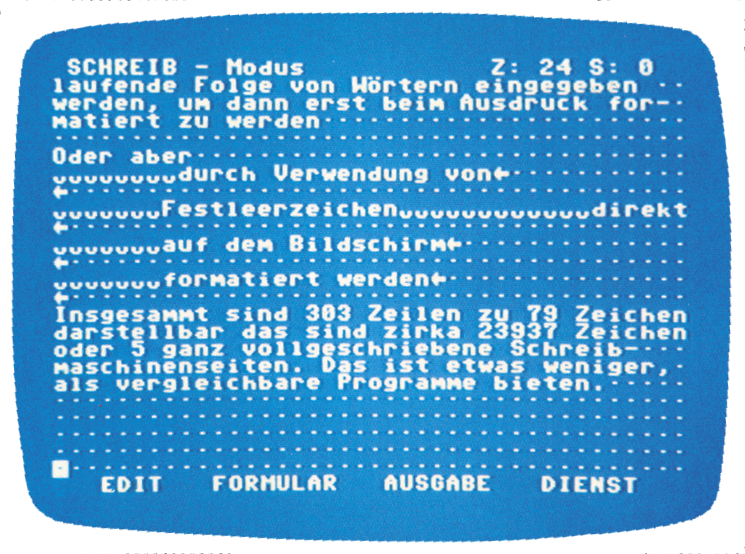 SCHREIB - Modus Z: 24 S: 0
laufende Folge von Wörtern eingegeben
werden, um dann erst beim Ausdruck for-
matiert zu werden
Oder aber
durch Verwendung von←
←
Festleerzeichen direkt
←
auf dem Bildschirm←
←
formatiert werden←
←
Insgesammt sind 303 Zeilen zu 79 Zeichen
darstellbar das sind zirka 23937 Zeichen
oder 5 ganz vollgeschriebene Schreib-
maschinenseiten. Das ist etwas weniger,
als vergleichbare Programme bieten.
EDIT FORMULAR AUSGABE DIENST